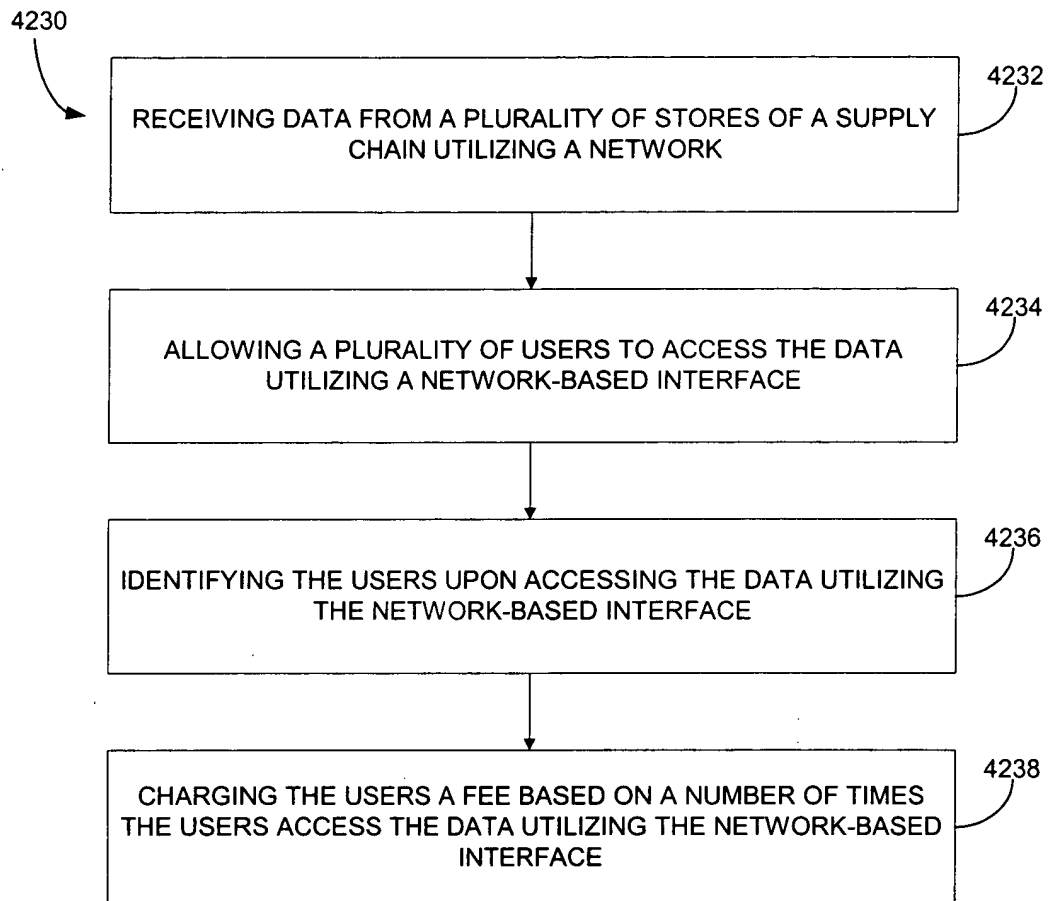 4230
4232
RECEIVING DATA FROM A PLURALITY OF STORES OF A SUPPLY
CHAIN UTILIZING A NETWORK
4234
ALLOWING A PLURALITY OF USERS TO ACCESS THE DATA
UTILIZING A NETWORK-BASED INTERFACE
4236
IDENTIFYING THE USERS UPON ACCESSING THE DATA UTILIZING
THE NETWORK-BASED INTERFACE
4238
CHARGING THE USERS A FEE BASED ON A NUMBER OF TIMES
THE USERS ACCESS THE DATA UTILIZING THE NETWORK-BASED
INTERFACE